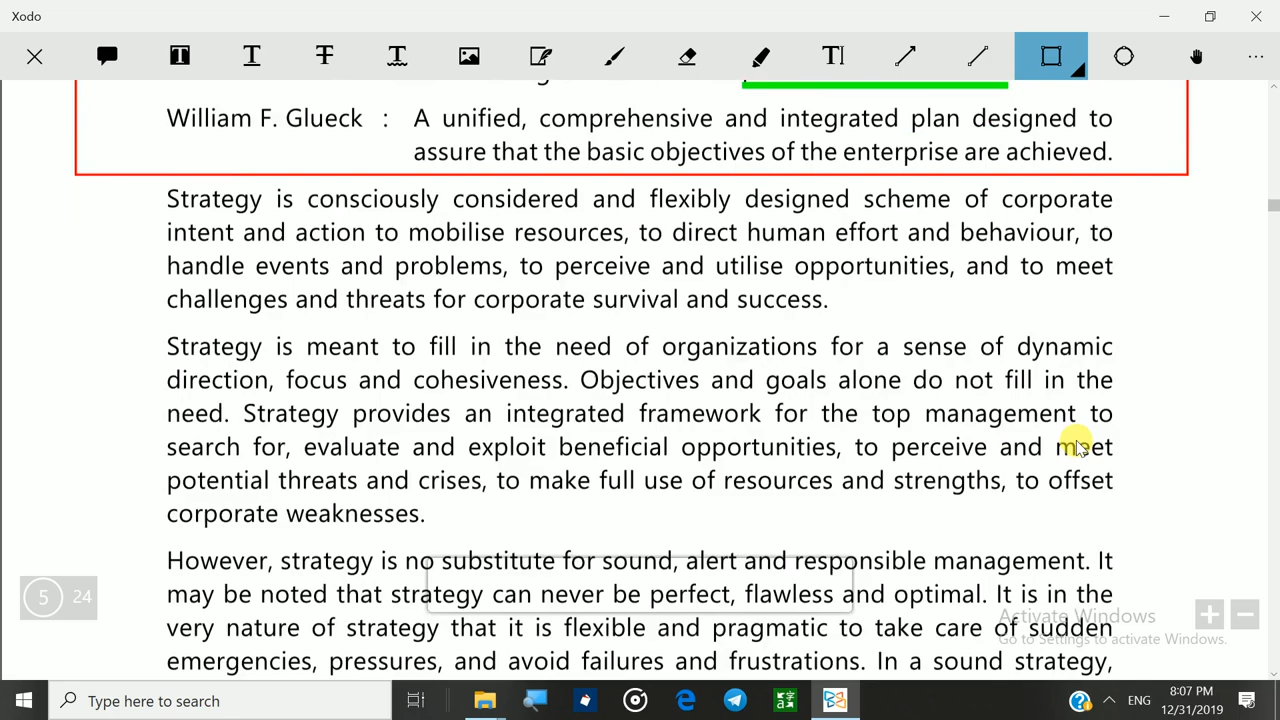 Xodo
William F. Glueck : A unified, comprehensive and integrated plan designed to
assure that the basic objectives of the enterprise are achieved.
Strategy is consciously considered and flexibly designed scheme of corporate
intent and action to mobilise resources, to direct human effort and behaviour, to
handle events and problems, to perceive and utilise opportunities, and to meet
challenges and threats for corporate survival and success.
Strategy is meant to fill in the need of organizations for a sense of dynamic
direction, focus and cohesiveness. Objectives and goals alone do not fill in the
need. Strategy provides an integrated framework for the top management to
search for, evaluate and exploit beneficial opportunities, to perceive and meet
potential threats and crises, to make full use of resources and strengths, to offset
corporate weaknesses.
However, strategy is no substitute for sound, alert and responsible management. It
may be noted that strategy can never be perfect, flawless and optimal. It is in the
very nature of strategy that it is flexible and pragmatic to take care of sudden
emergencies, pressures, and avoid failures and frustrations. In a sound strategy,
5 24
Activate Windows
Go to Settings to activate Windows.
Type here to search
ENG
8:07 PM
12/31/2019